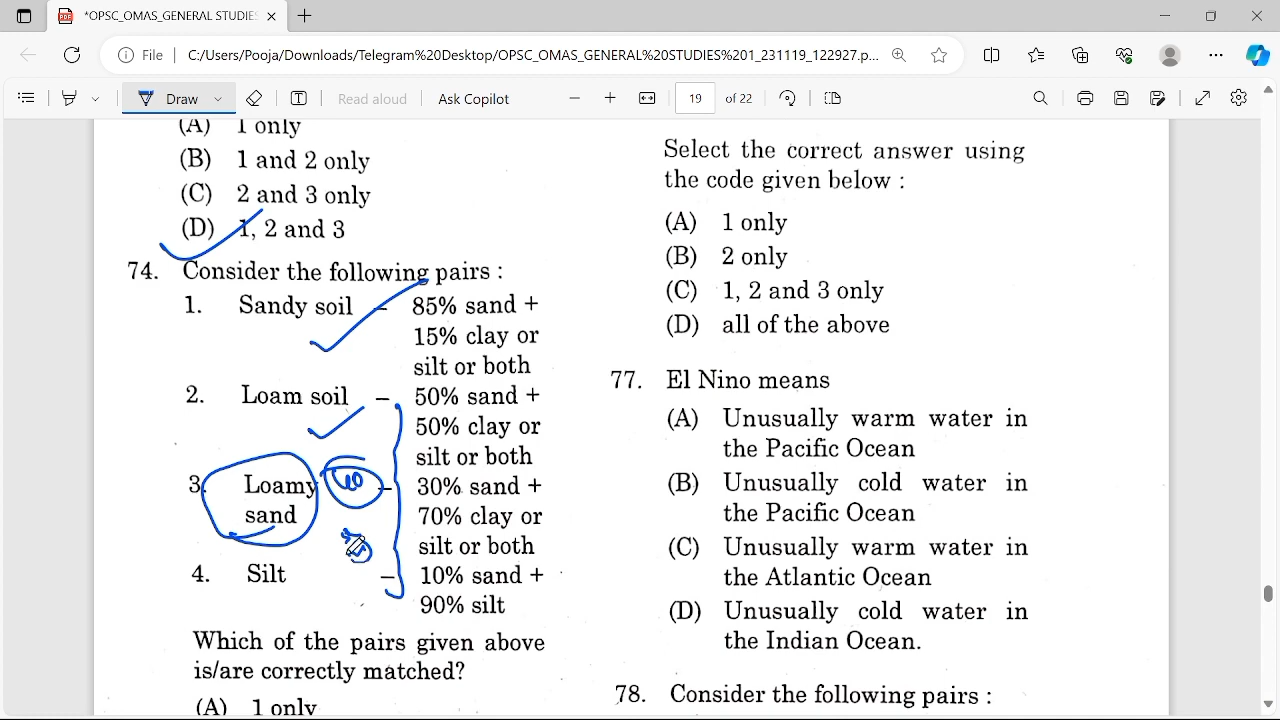 *OPSC_OMAS_GENERAL STUDIES
File
C:/Users/Pooja/Downloads/Telegram%20Desktop/OPSC_OMAS_GENERAL%20STUDIES%201_231119_122927.p...
Draw
Read aloud
Ask Copilot
19
of 22
(A) 1 only
(B) 1 and 2 only
(C) 2 and 3 only
(D) 1, 2 and 3
74. Consider the following pairs :
1. Sandy soil – 85% sand +
15% clay or
silt or both
2. Loam soil – 50% sand +
50% clay or
silt or both
3. Loamy – 30% sand +
sand 70% clay or
silt or both
4. Silt – 10% sand +
90% silt
Which of the pairs given above
is/are correctly matched?
(A) 1 only
Select the correct answer using
the code given below :
(A) 1 only
(B) 2 only
(C) 1, 2 and 3 only
(D) all of the above
77. El Nino means
(A) Unusually warm water in
the Pacific Ocean
(B) Unusually cold water in
the Pacific Ocean
(C) Unusually warm water in
the Atlantic Ocean
(D) Unusually cold water in
the Indian Ocean.
78. Consider the following pairs :